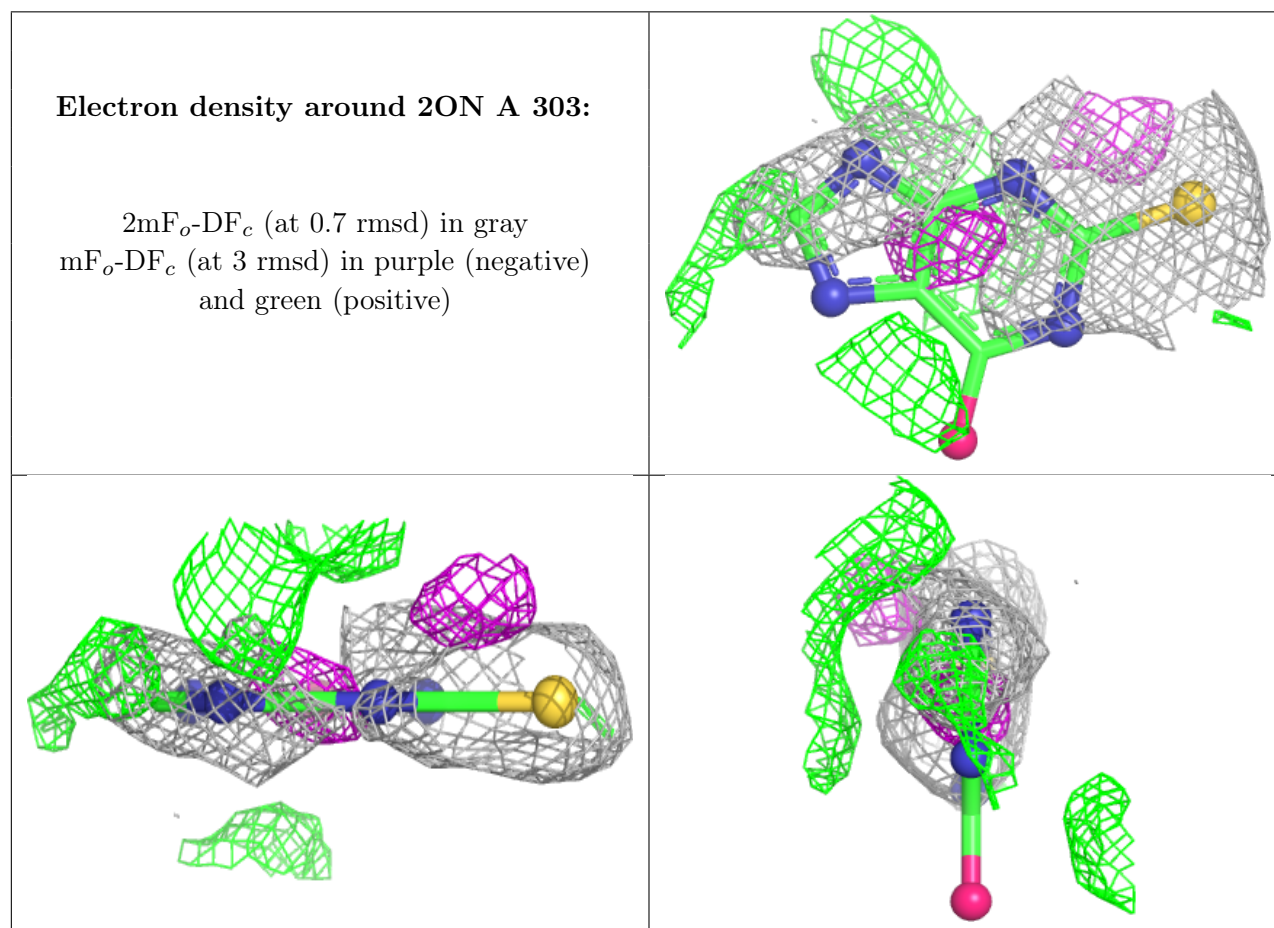 Electron density around 2ON A 303:
2mFo-DFc (at 0.7 rmsd) in gray
mFo-DFc (at 3 rmsd) in purple (negative)
and green (positive)